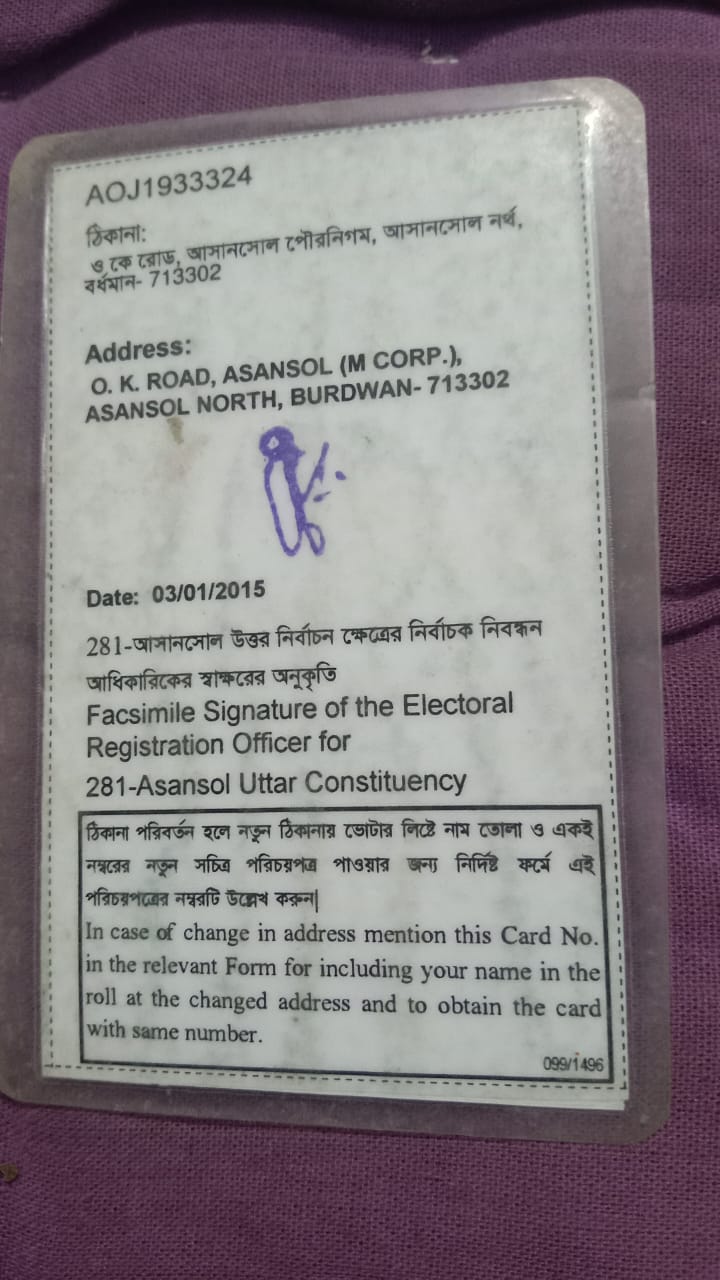 AOJ1933324
ঠিকানা:
ও কে রোড, আসানসোল পৌরনিগম, আসানসোল নর্থ,
বর্ধমান- 713302
Address:
O. K. ROAD, ASANSOL (M CORP.),
ASANSOL NORTH, BURDWAN- 713302
Date: 03/01/2015
281-আসানসোল উত্তর নির্বাচন ক্ষেত্রের নির্বাচক নিবন্ধন
আধিকারিকের স্বাক্ষরের অনুকৃতি
Facsimile Signature of the Electoral
Registration Officer for
281-Asansol Uttar Constituency
ঠিকানা পরিবর্তন হলে নতুন ঠিকানায় ভোটার লিষ্টে নাম তোলা ও একই
নম্বরের নতুন সচিত্র পরিচয়পত্র পাওয়ার জন্য নির্দিষ্ট ফর্মে এই
পরিচয়পত্রের নম্বরটি উল্লেখ করুন|
In case of change in address mention this Card No.
in the relevant Form for including your name in the
roll at the changed address and to obtain the card
with same number.
099/1496